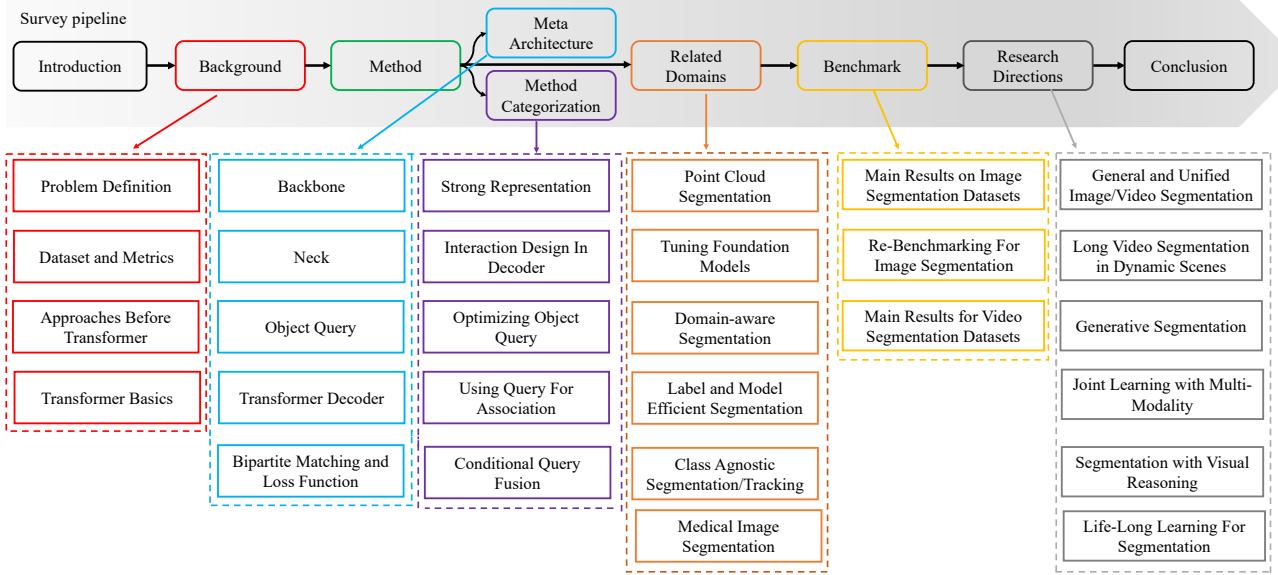 Survey pipeline
Introduction
Background
Method
Meta
Architecture
Method
Categorization
Related
Domains
Benchmark
Research
Directions
Conclusion
Problem Definition
Dataset and Metrics
Approaches Before
Transformer
Transformer Basics
Backbone
Neck
Object Query
Transformer Decoder
Bipartite Matching and
Loss Function
Strong Representation
Interaction Design In
Decoder
Optimizing Object
Query
Using Query For
Association
Conditional Query
Fusion
Point Cloud
Segmentation
Tuning Foundation
Models
Domain-aware
Segmentation
Label and Model
Efficient Segmentation
Class Agnostic
Segmentation/Tracking
Medical Image
Segmentation
Main Results on Image
Segmentation Datasets
Re-Benchmarking For
Image Segmentation
Main Results for Video
Segmentation Datasets
General and Unified
Image/Video Segmentation
Long Video Segmentation
in Dynamic Scenes
Generative Segmentation
Joint Learning with Multi-
Modality
Segmentation with Visual
Reasoning
Life-Long Learning For
Segmentation